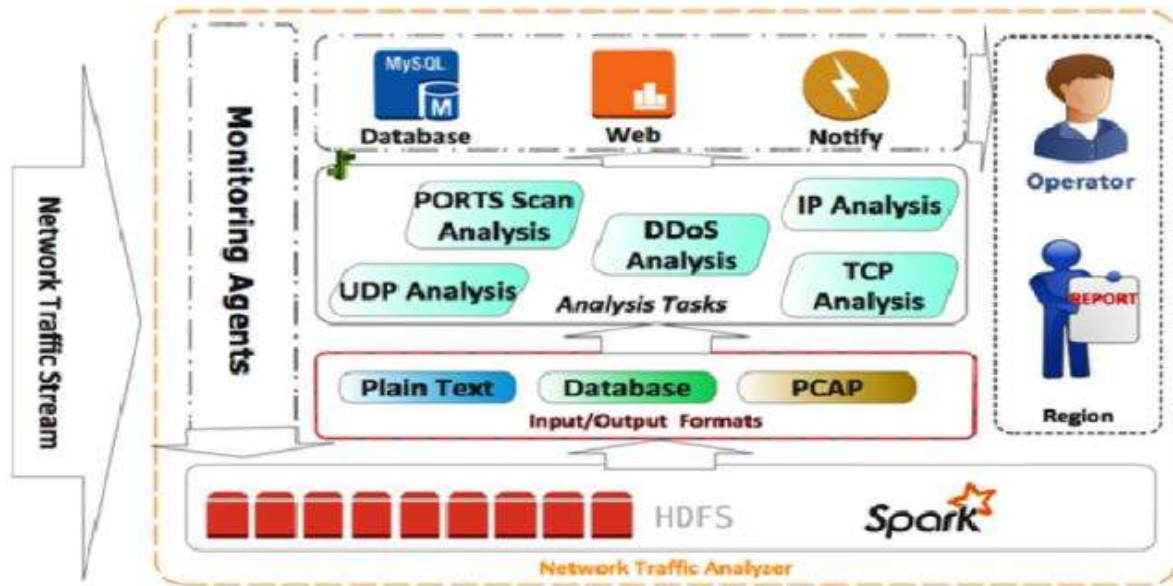 Network Traffic Stream
Monitoring Agents
MySQL
M
Database
Web
Notify
Operator
REPORT
Region
PORTS Scan
Analysis
DDoS
Analysis
IP Analysis
UDP Analysis
TCP
Analysis
Analysis Tasks
Plain Text
Database
PCAP
Input/Output Formats
HDFS
Spark
Network Traffic Analyzer